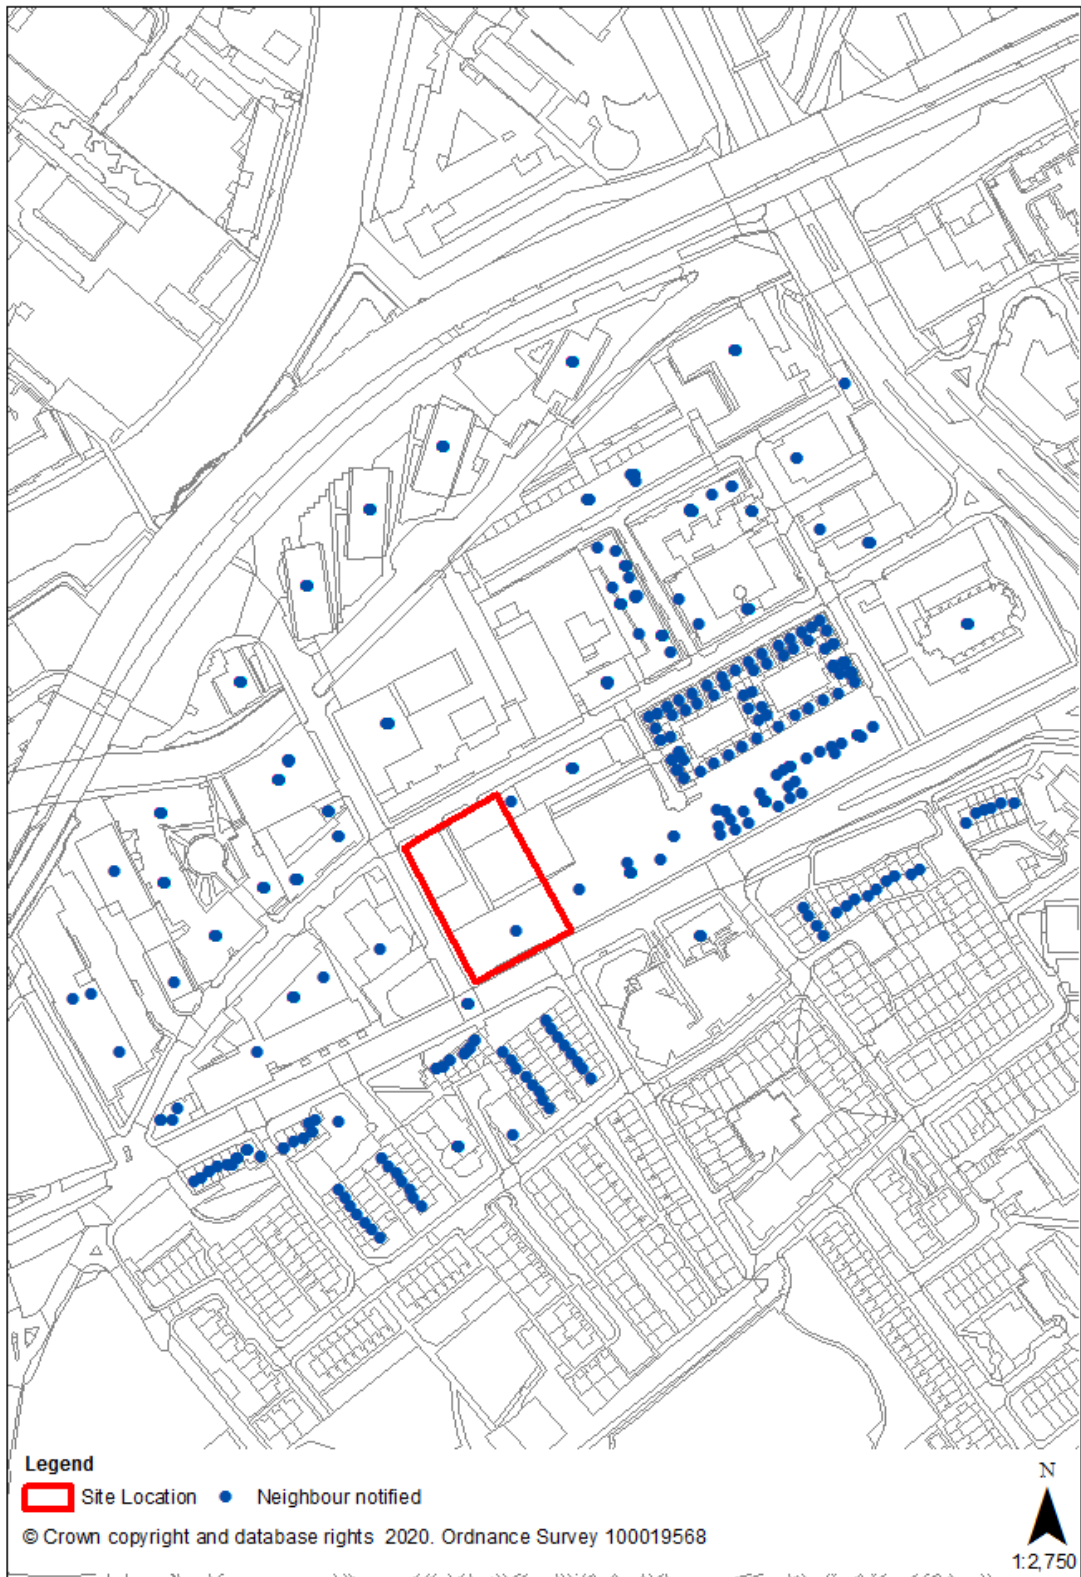 Legend
Site Location
Neighbour notified
© Crown copyright and database rights 2020. Ordnance Survey 100019568
N
1:2,750